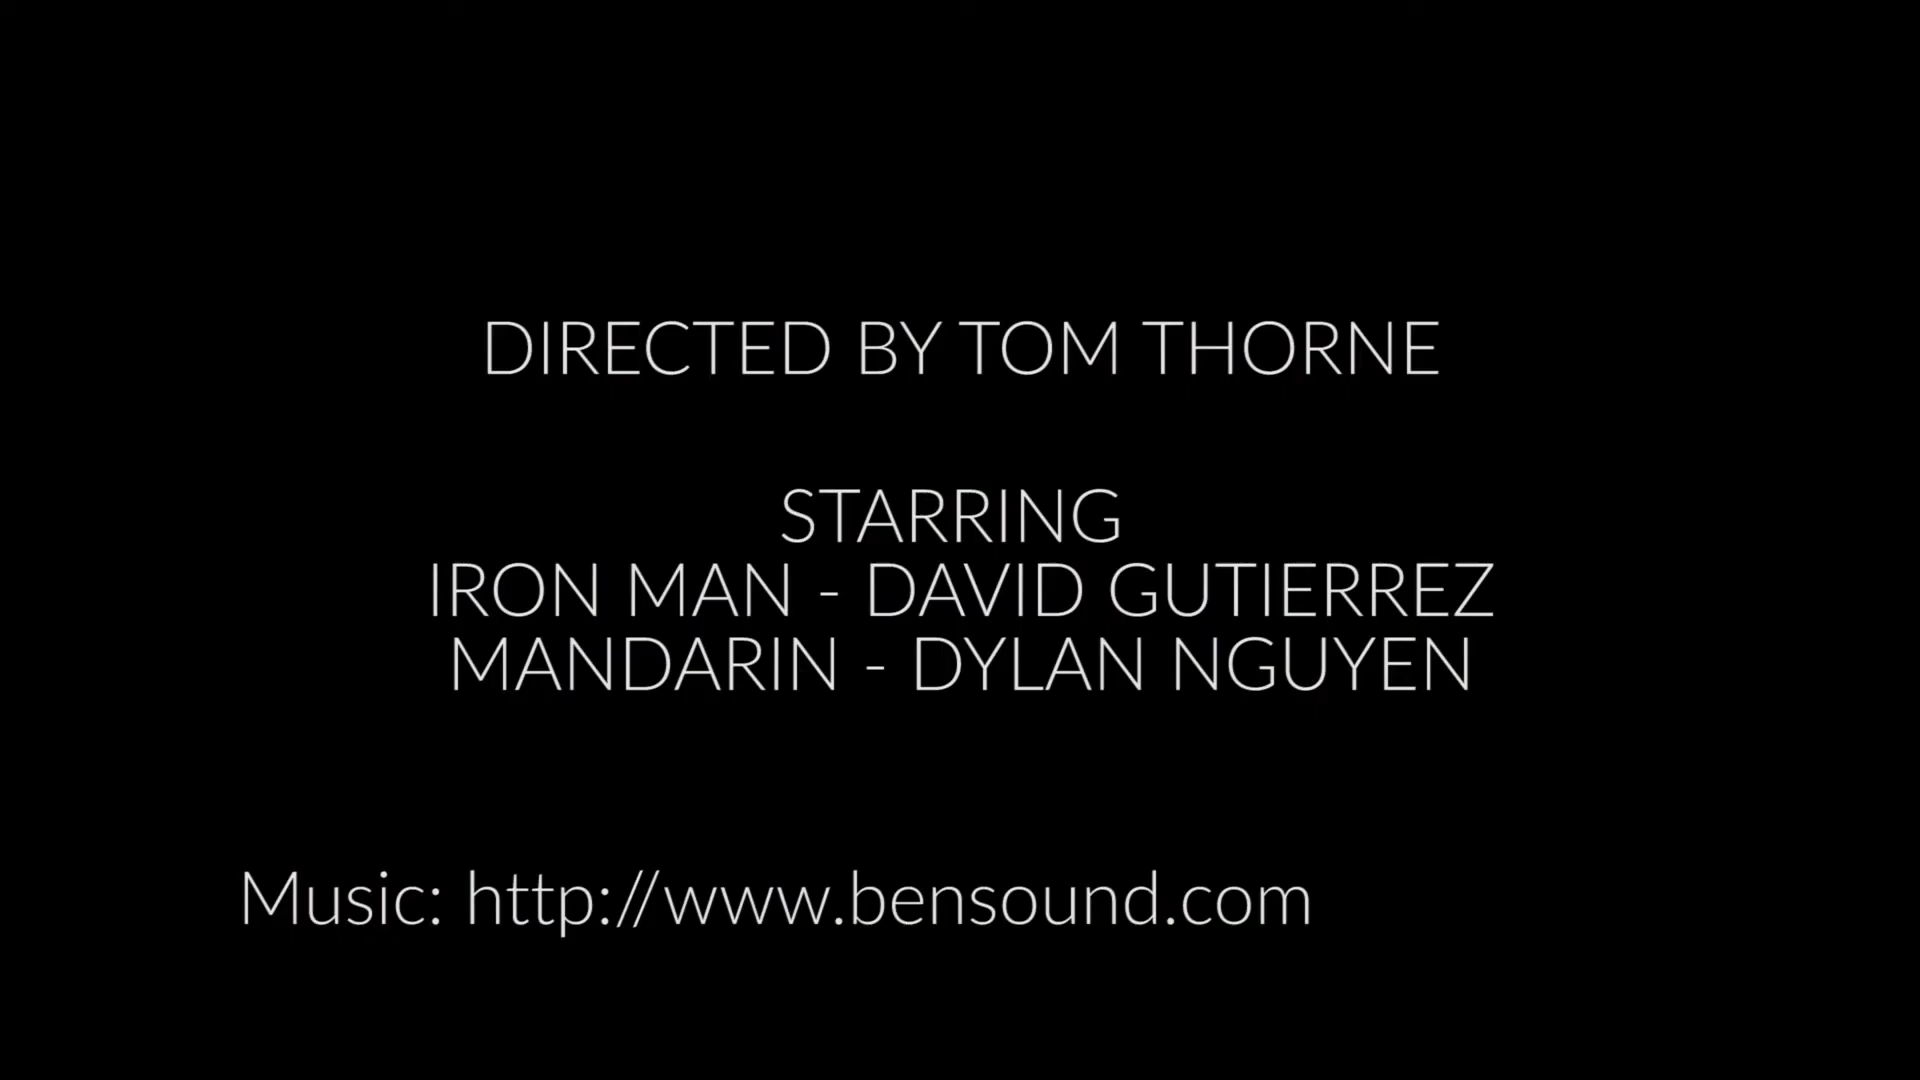 DIRECTED BY TOM THORNE
STARRING
IRON MAN - DAVID GUTIERREZ
MANDARIN - DYLAN NGUYEN
Music: http://www.bensound.com